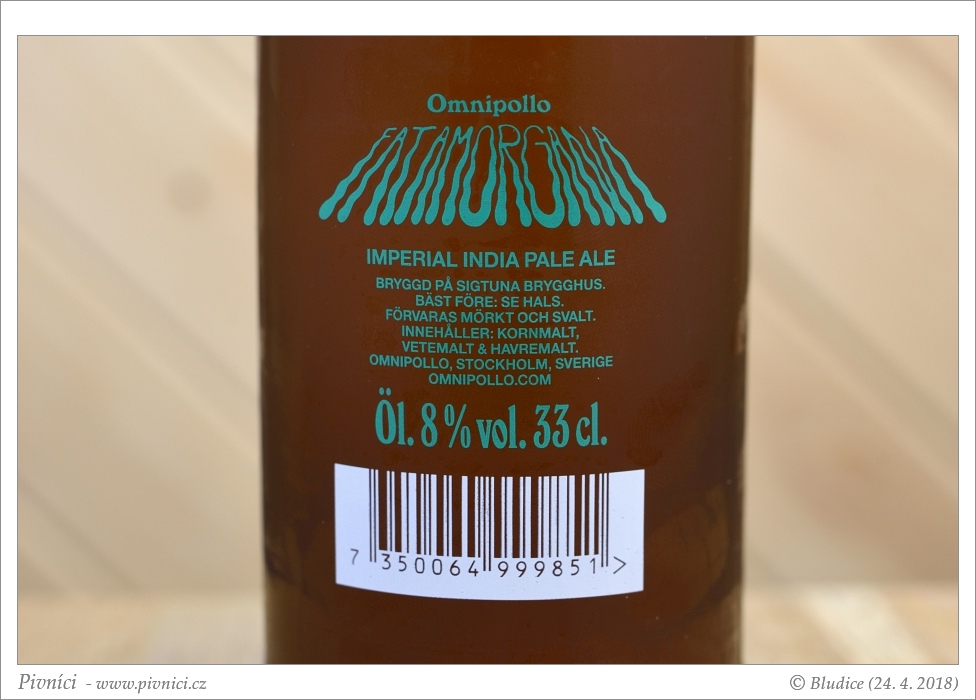 Omnipollo
FATAMORGANA
IMPERIAL INDIA PALE ALE
BRYGGD PÅ SIGTUNA BRYGGHUS.
BÄST FÖRE: SE HALS.
FÖRVARAS MÖRKT OCH SVALT.
INNEHÅLLER: KORNMALT,
VETEMALT & HAVREMALT.
OMNIPOLLO, STOCKHOLM, SVERIGE
OMNIPOLLO.COM
Öl. 8 % vol. 33 cl.
7 350064 999851 >
Pivníci - www.pivnici.cz
© Bludice (24. 4. 2018)